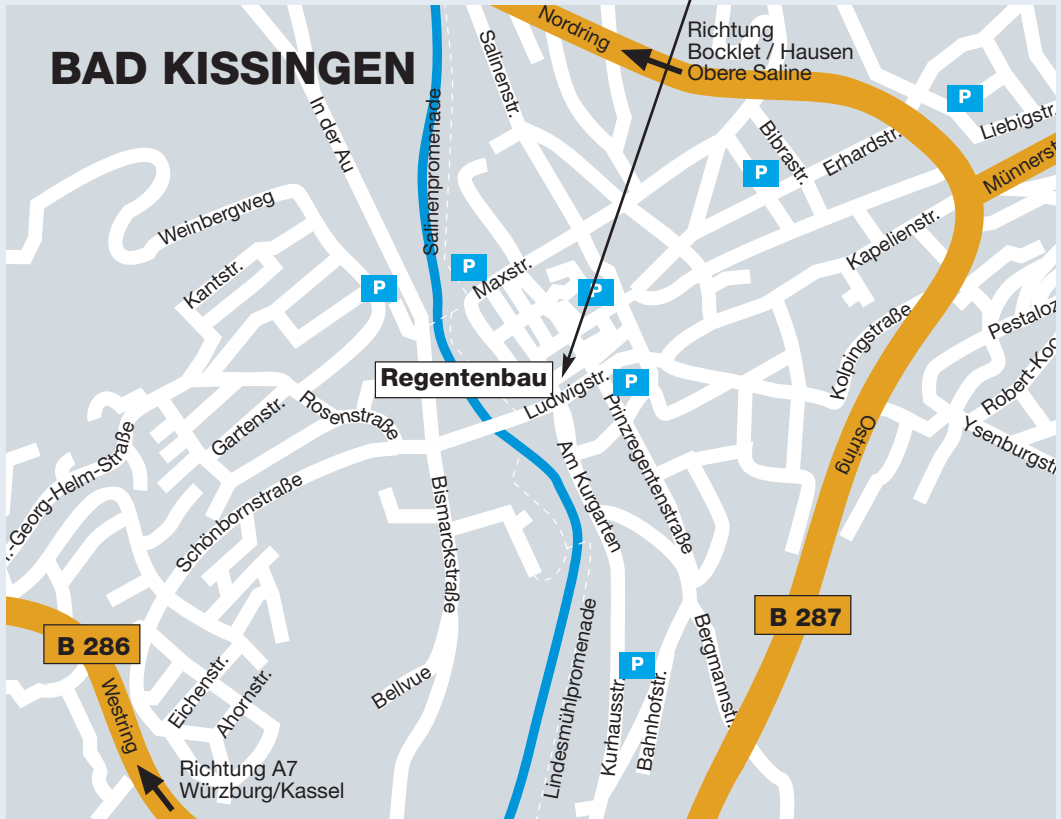 BAD KISSINGEN
Nordring
Richtung
Bocklet / Hausen
Obere Saline
Salinenstr.
In der Au
Salinenpromenade
P
Liebigstr.
Bibrastr.
Erhardstr.
Münnerst
P
Weinbergweg
Kapellenstr.
Kantstr.
P
P
Maxstr.
P
Kolpingstraße
Pestaloz
Robert-Koc
Regentenbau
P
Ludwigstr.
Prinzregentenstraße
Rosenstraße
Gartenstr.
.-Georg-Helm-Straße
Ysenburgstr
Ostring
Am Kurgarten
Schönbornstraße
Bismarckstraße
B 286
B 287
Lindesmühlpromenade
Bergmannstr.
P
Eichenstr.
Ahornstr.
Bellvue
Westring
Kurhausstr.
Bahnhofstr.
Richtung A7
Würzburg/Kassel